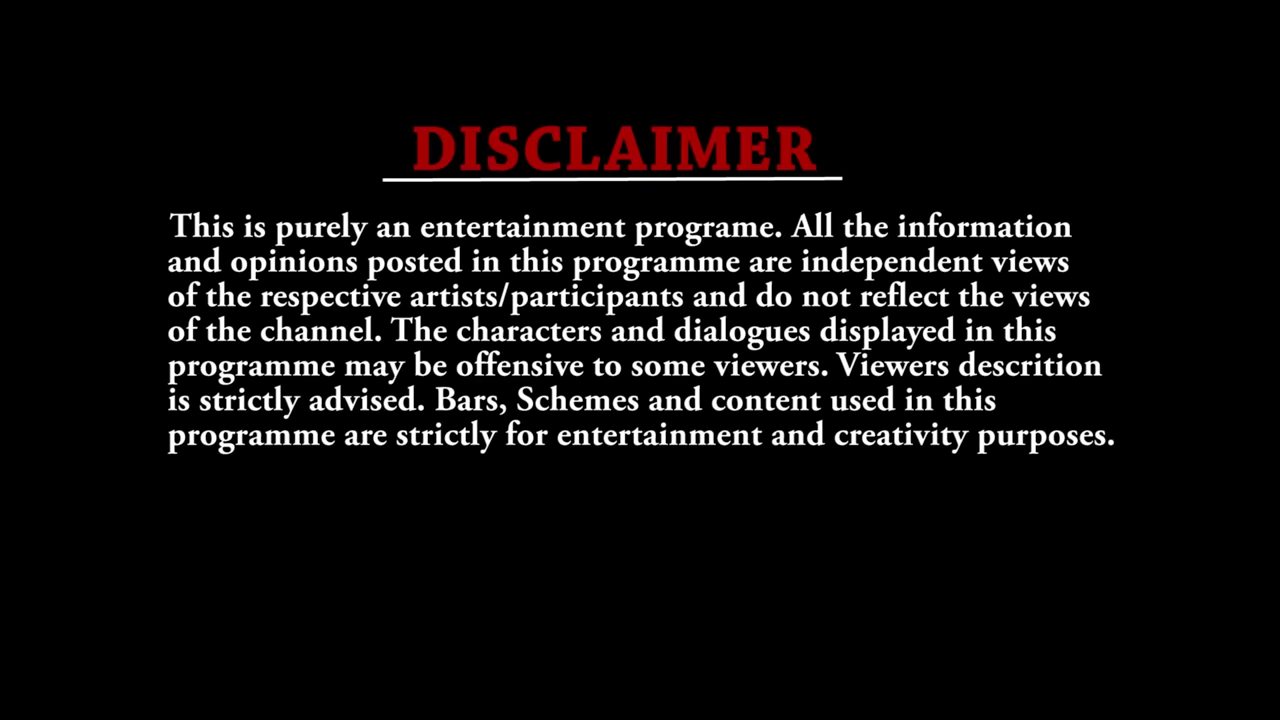 DISCLAIMER
This is purely an entertainment programe. All the information
and opinions posted in this programme are independent views
of the respective artists/participants and do not reflect the views
of the channel. The characters and dialogues displayed in this
programme may be offensive to some viewers. Viewers descrition
is strictly advised. Bars, Schemes and content used in this
programme are strictly for entertainment and creativity purposes.